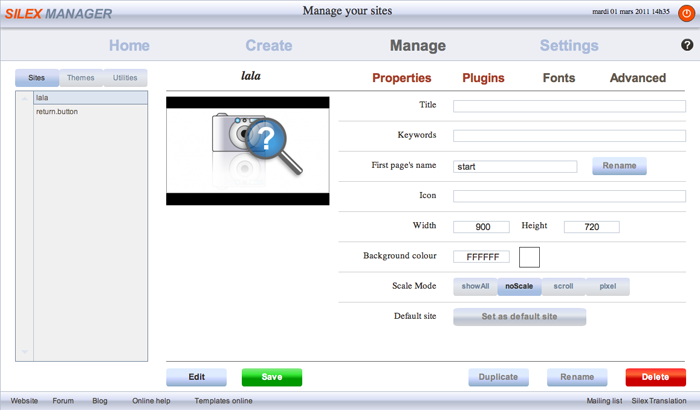 SILEX MANAGER
Manage your sites
mardi 01 mars 2011 14h35
Home Create Manage Settings ?
Sites Themes Utilities
lala
return.button
lala
Properties Plugins Fonts Advanced
?
Title
Keywords
First page's name start Rename
Icon
Width 900 Height 720
Background colour FFFFFF
Scale Mode showAll noScale scroll pixel
Default site Set as default site
Edit Save Duplicate Rename Delete
Website Forum Blog Online help Templates online Mailing list Silex Translation